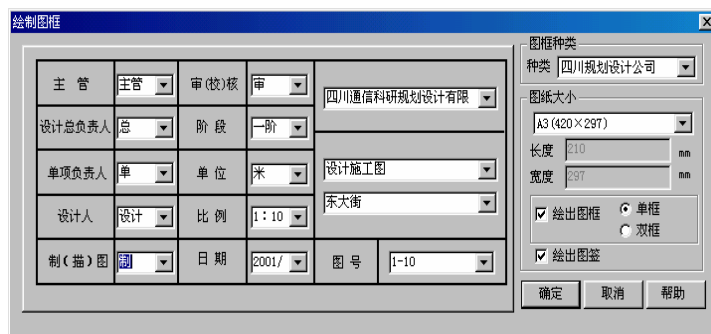 绘制图框
主 管 主管 审(校)核 审 四川通信科研规划设计有限
设计总负责人 总 阶 段 一阶
单项负责人 单 单 位 米 设计施工图
设计人 设计 比 例 1:10 东大街
制(描)图 制 日 期 2001/ 图 号 1-10
图框种类
种类 四川规划设计公司
图纸大小
A3(420×297)
长度 210 mm
宽度 297 mm
绘出图框 单框
双框
绘出图签
确定 取消 帮助